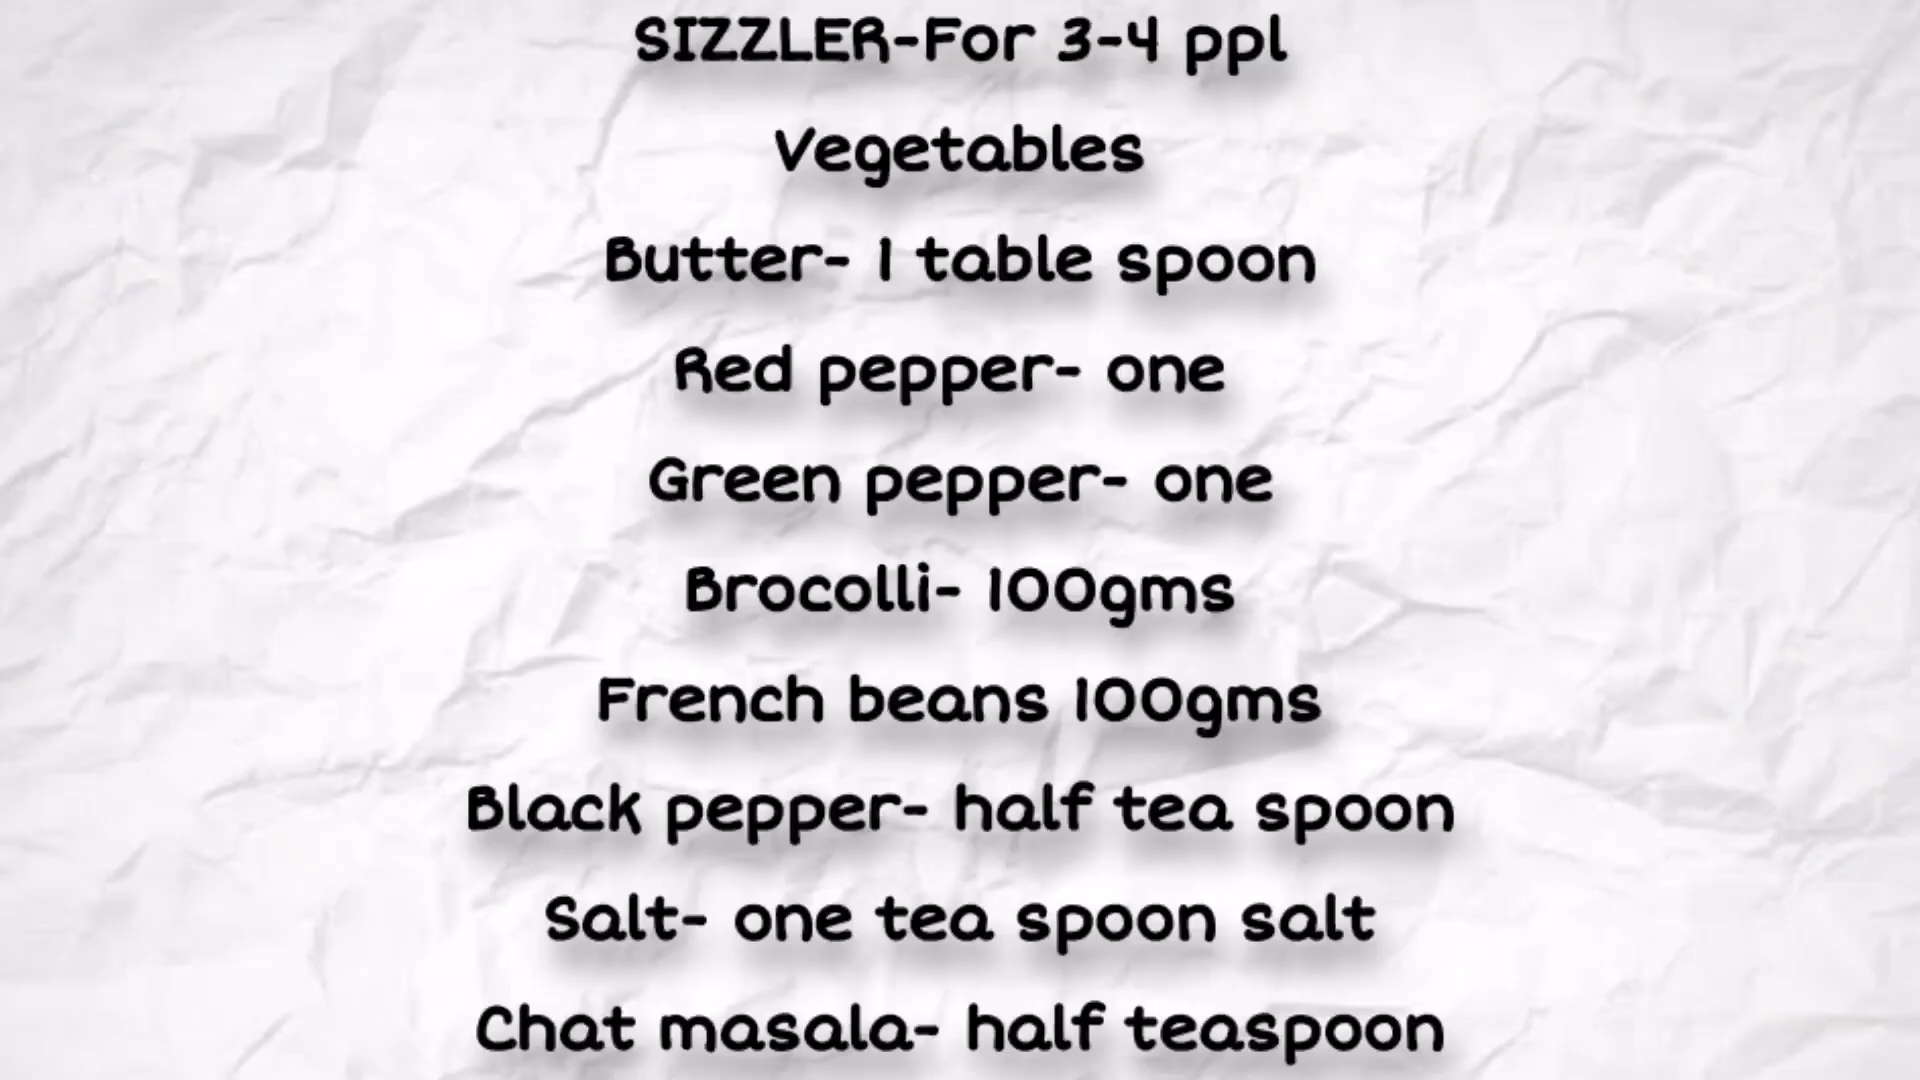 SIZZLER-For 3-4 ppl
Vegetables
Butter- 1 table spoon
Red pepper- one
Green pepper- one
Brocolli- 100gms
French beans 100gms
Black pepper- half tea spoon
Salt- one tea spoon salt
Chat masala- half teaspoon